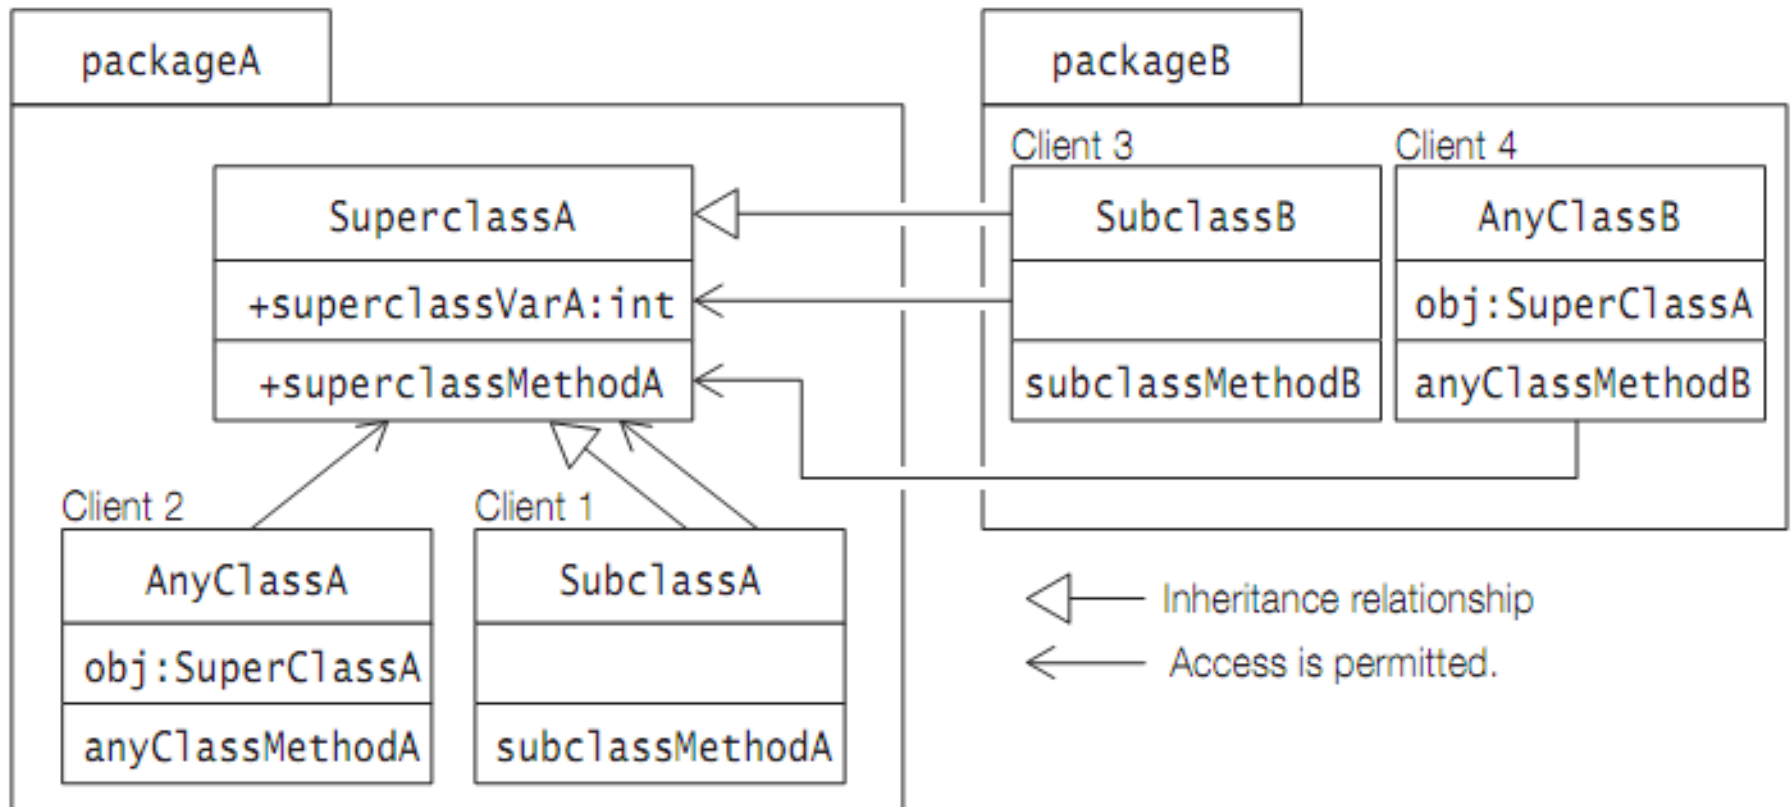 packageA
SuperclassA
+superclassVarA:int
+superclassMethodA
Client 2
AnyClassA
obj:SuperClassA
anyClassMethodA
Client 1
SubclassA
subclassMethodA
packageB
Client 3
SubclassB
subclassMethodB
Client 4
AnyClassB
obj:SuperClassA
anyClassMethodB
Inheritance relationship
Access is permitted.